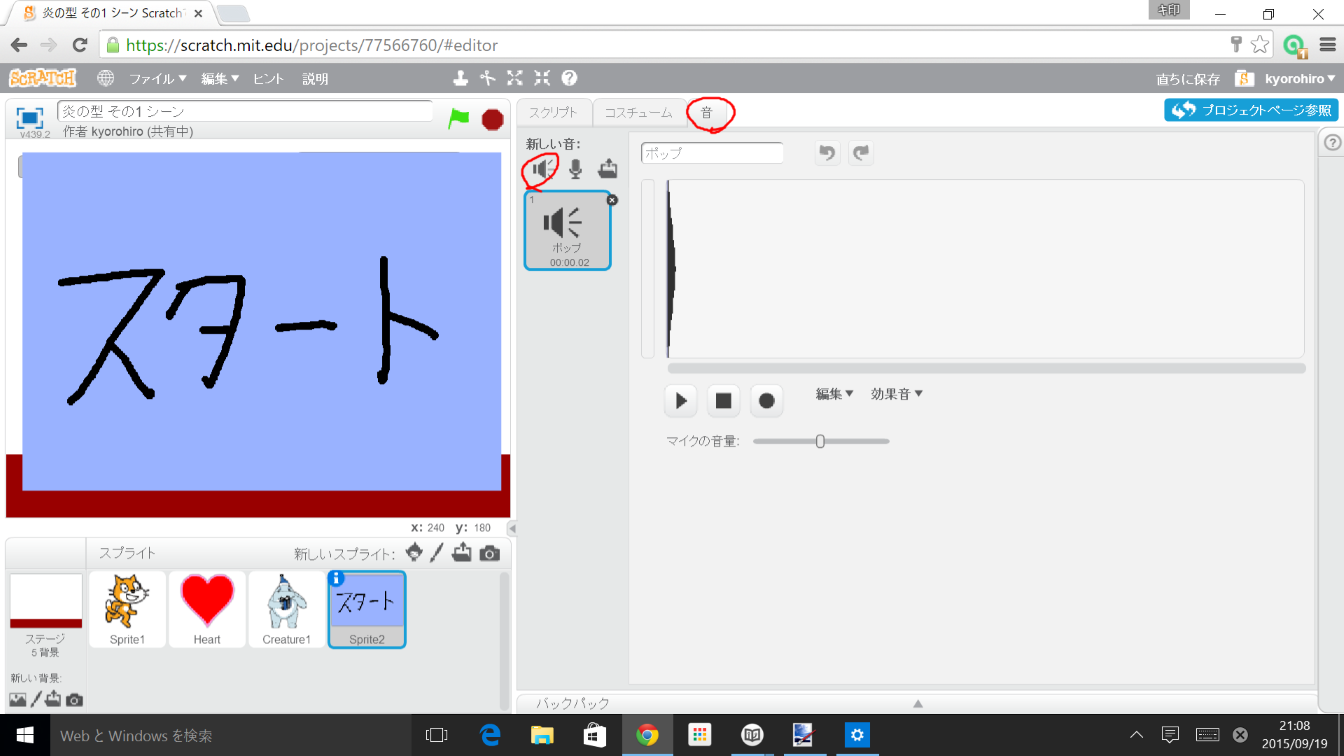 炎の型 その1 シーン Scratch
キ印
https://scratch.mit.edu/projects/77566760/#editor
SCRATCH ファイル▼ 編集▼ ヒント 説明 直ちに保存 kyorohiro▼
炎の型 その1 シーン
v439.2 作者 kyorohiro (共有中)
スクリプト コスチューム 音 プロジェクトページ参照
新しい音:
ポップ
1
ポップ
00:00.02
スタート
編集▼ 効果音▼
マイクの音量:
x: 240 y: 180
スプライト 新しいスプライト:
スタート
Sprite1 Heart Creature1 Sprite2
ステージ
5 背景
新しい背景:
バックパック
Web と Windows を検索
21:08
2015/09/19